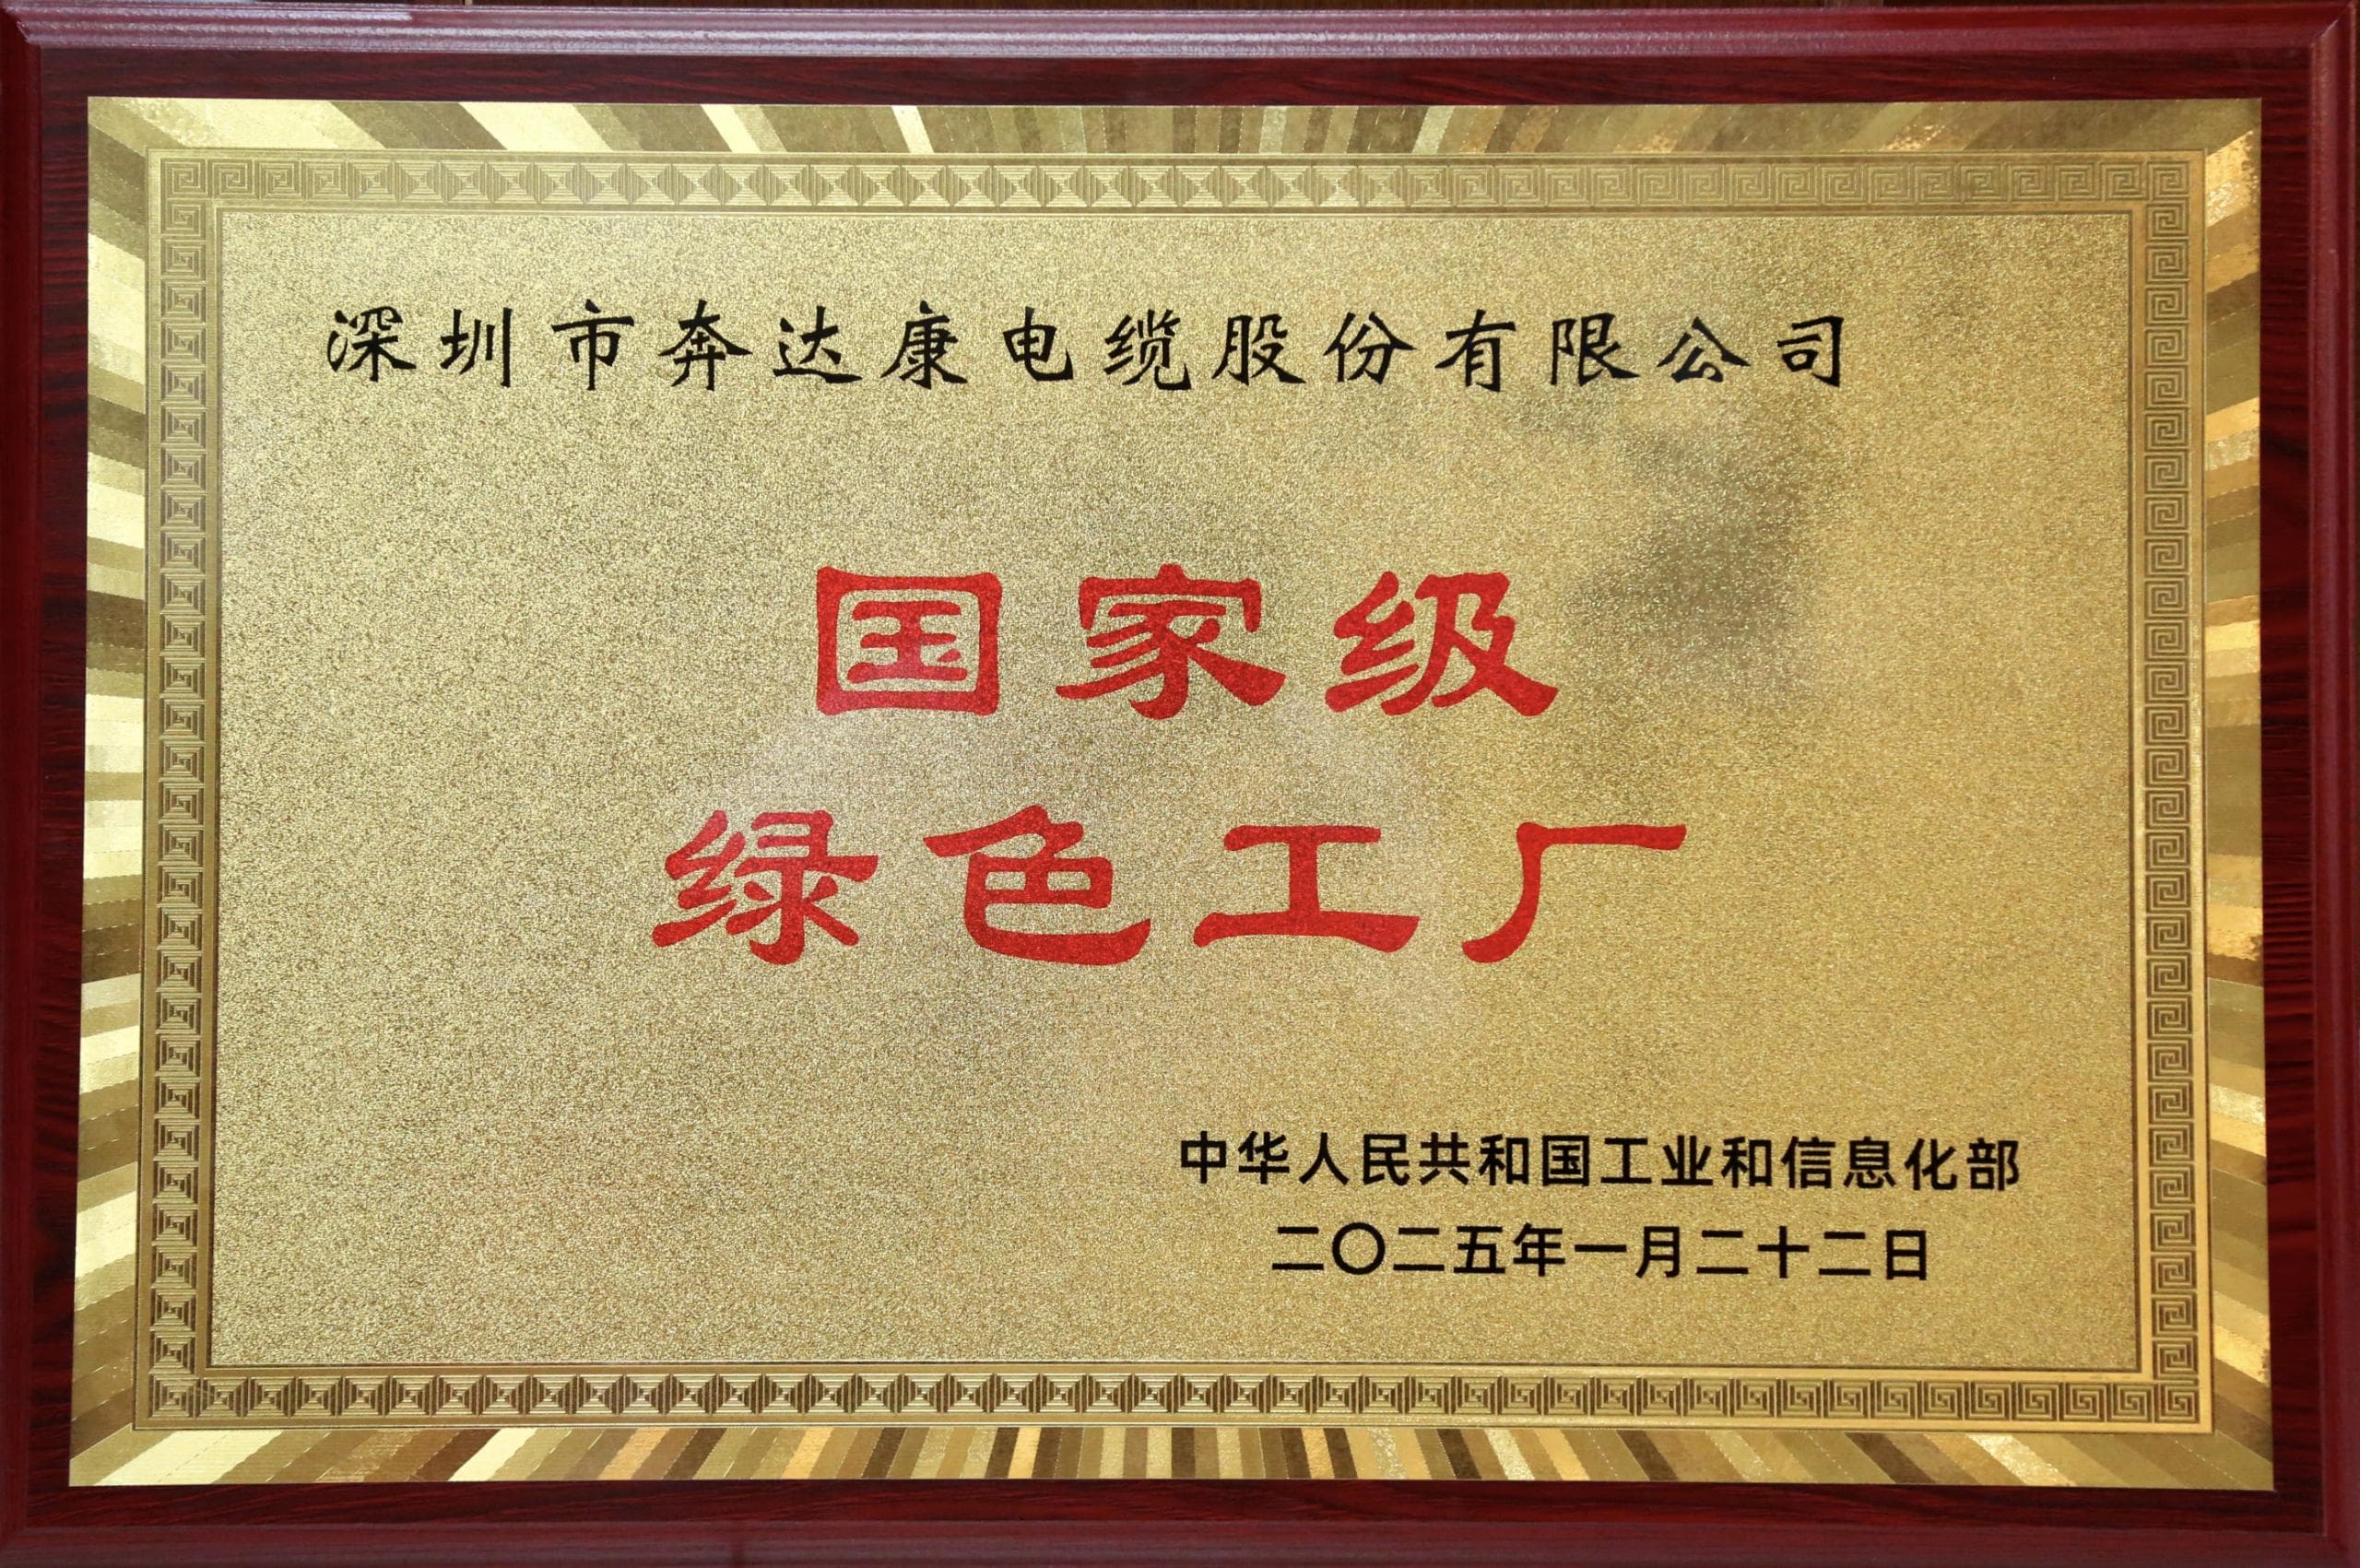 深圳市奔达康电缆股份有限公司
国家级
绿色工厂
中华人民共和国工业和信息化部
二〇二五年一月二十二日